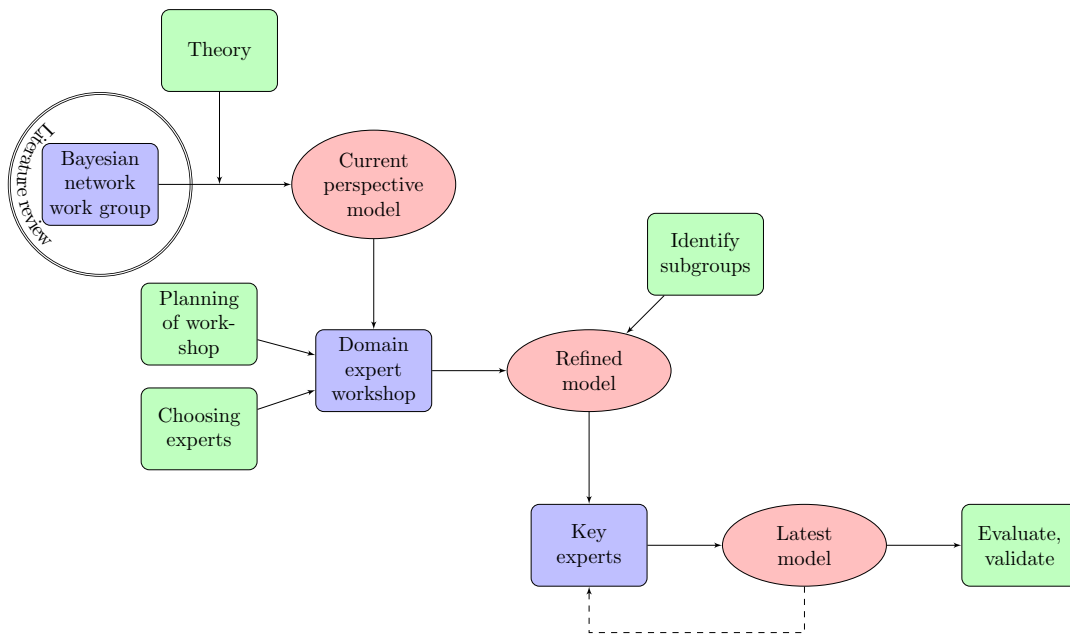 Theory
Literature review
Bayesian
network
work group
Current
perspective
model
Identify
subgroups
Planning
of work-
shop
Domain
expert
workshop
Refined
model
Choosing
experts
Key
experts
Latest
model
Evaluate,
validate